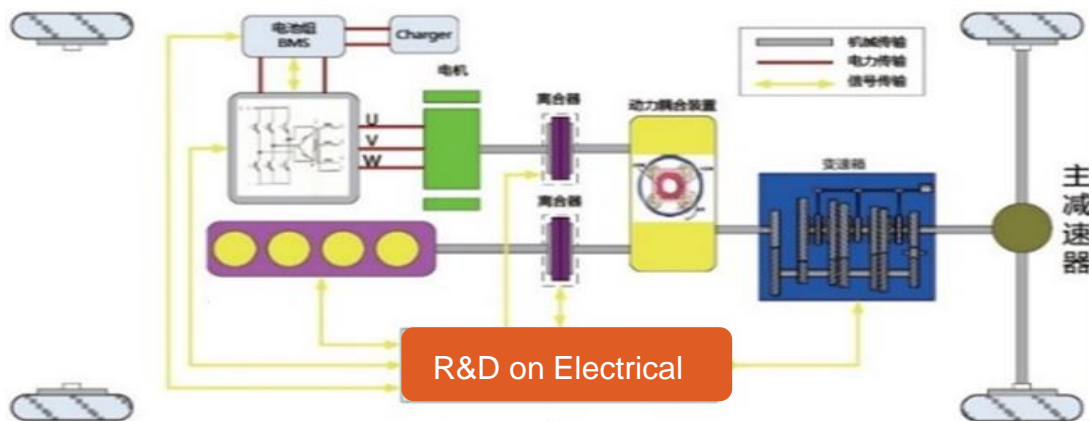 电池组
BMS
Charger
电机
U
V
W
离合器
动力耦合装置
离合器
变速箱
机械传输
电力传输
信号传输
主
减
速
器
R&D on Electrical